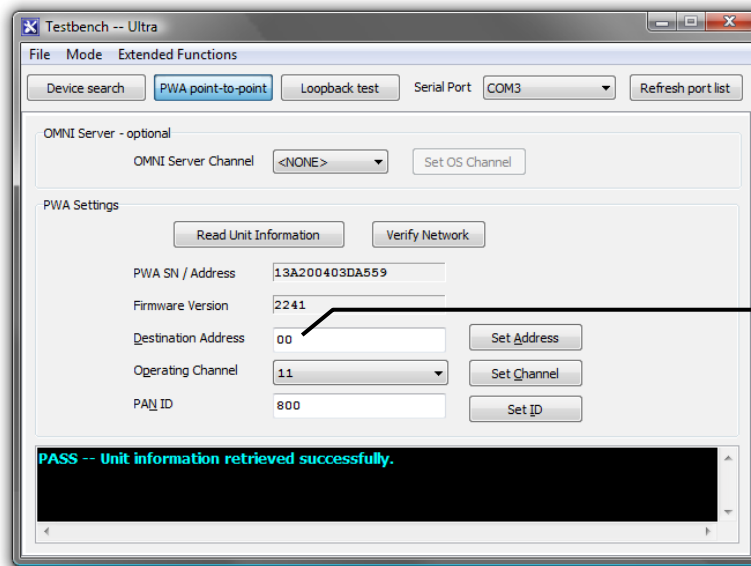 Testbench -- Ultra
File Mode Extended Functions
Device search PWA point-to-point Loopback test Serial Port COM3 Refresh port list
OMNI Server - optional
OMNI Server Channel <NONE> Set OS Channel
PWA Settings
Read Unit Information Verify Network
PWA SN / Address 13A200403DA559
Firmware Version 2241
Destination Address 00 Set Address
Operating Channel 11 Set Channel
PAN ID 800 Set ID
PASS -- Unit information retrieved successfully.